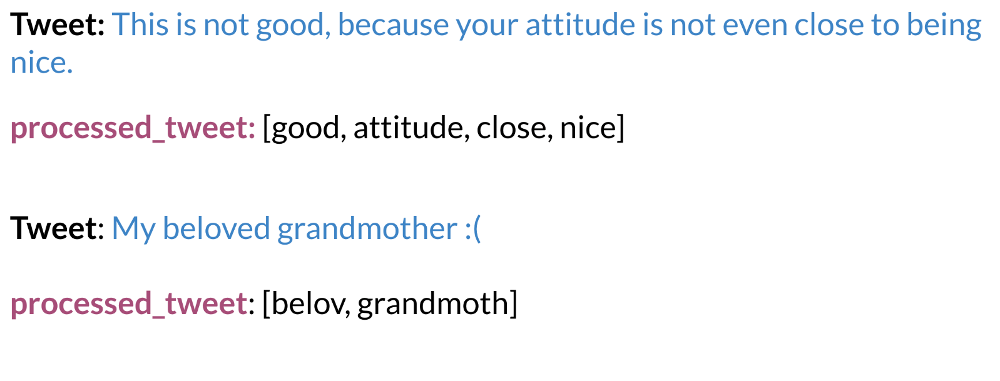 Tweet: This is not good, because your attitude is not even close to being
nice.
processed_tweet: [good, attitude, close, nice]
Tweet: My beloved grandmother :(
processed_tweet: [belov, grandmoth]